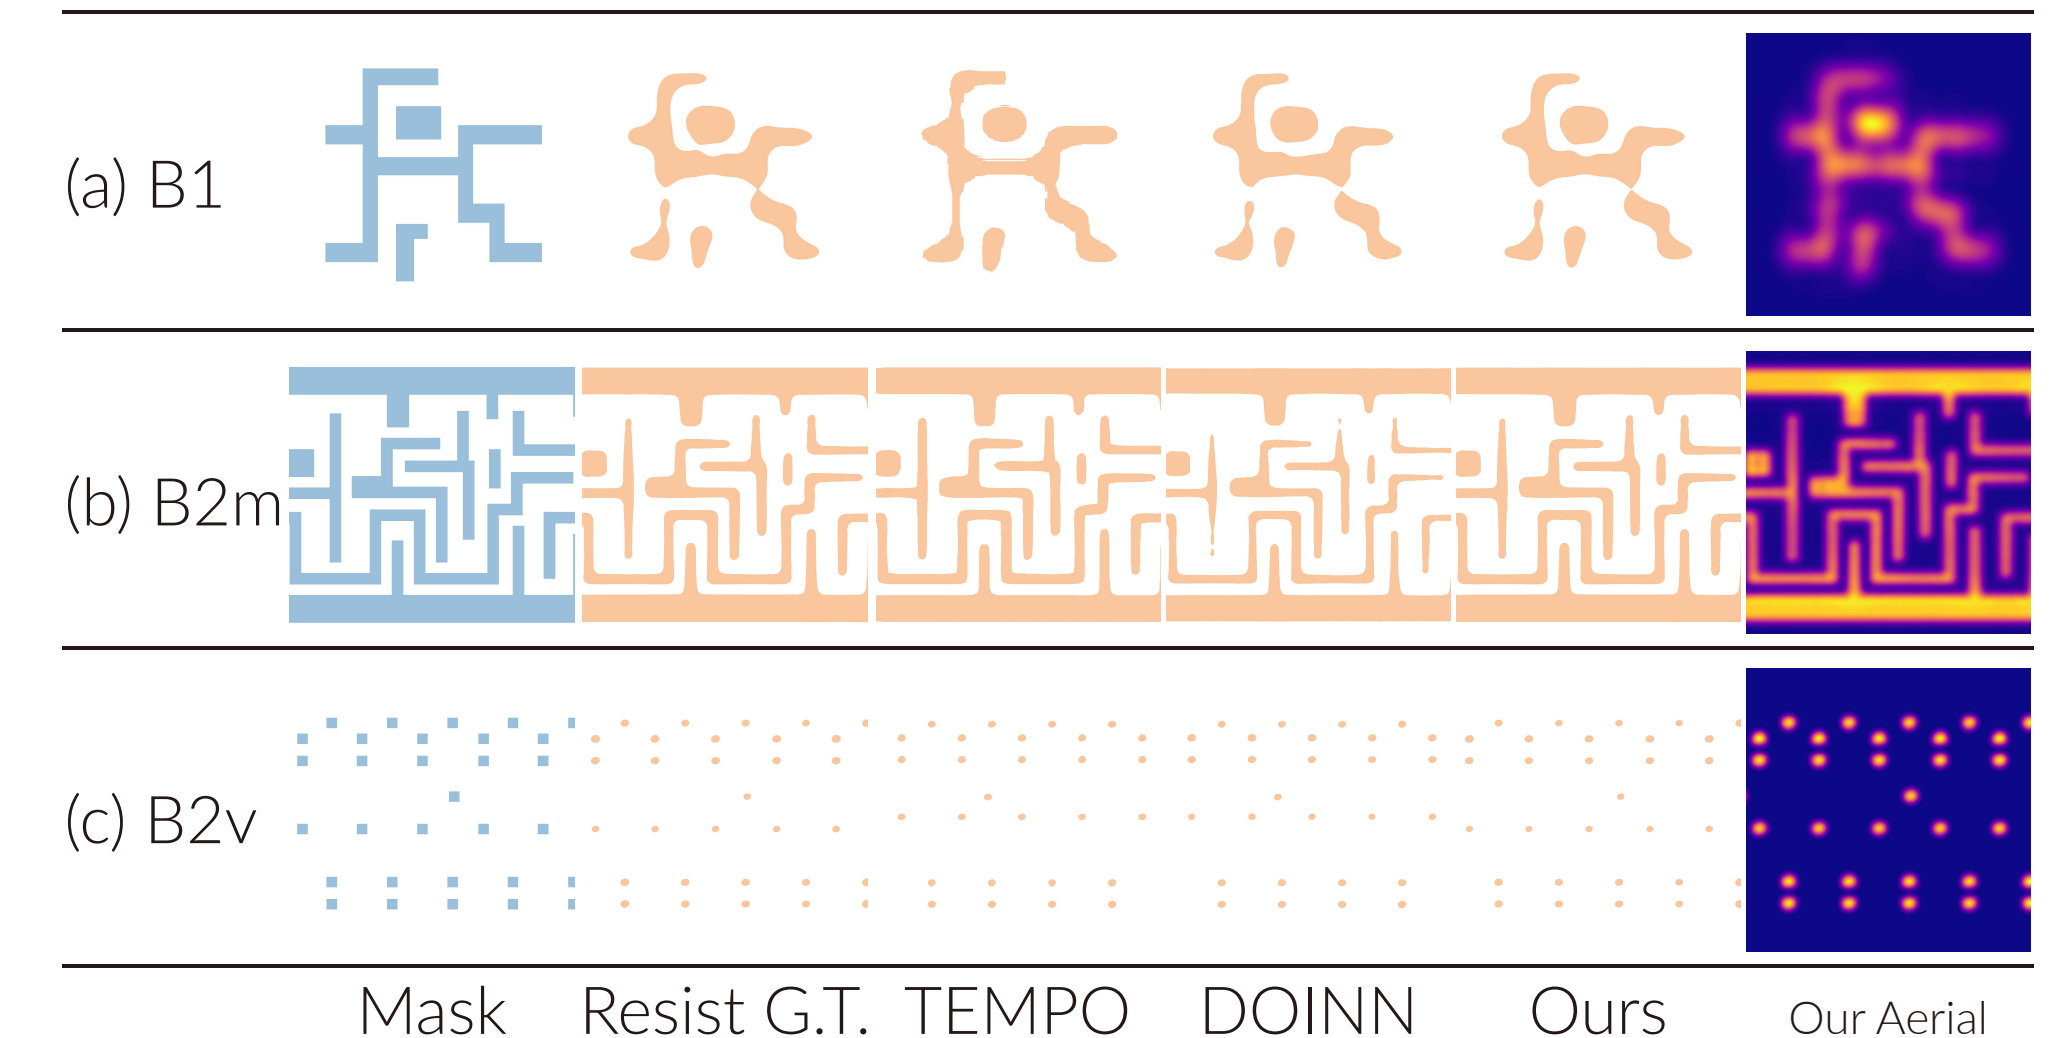 (a) B1
(b) B2m
(c) B2v
Mask Resist G.T. TEMPO DOINN Ours Our Aerial